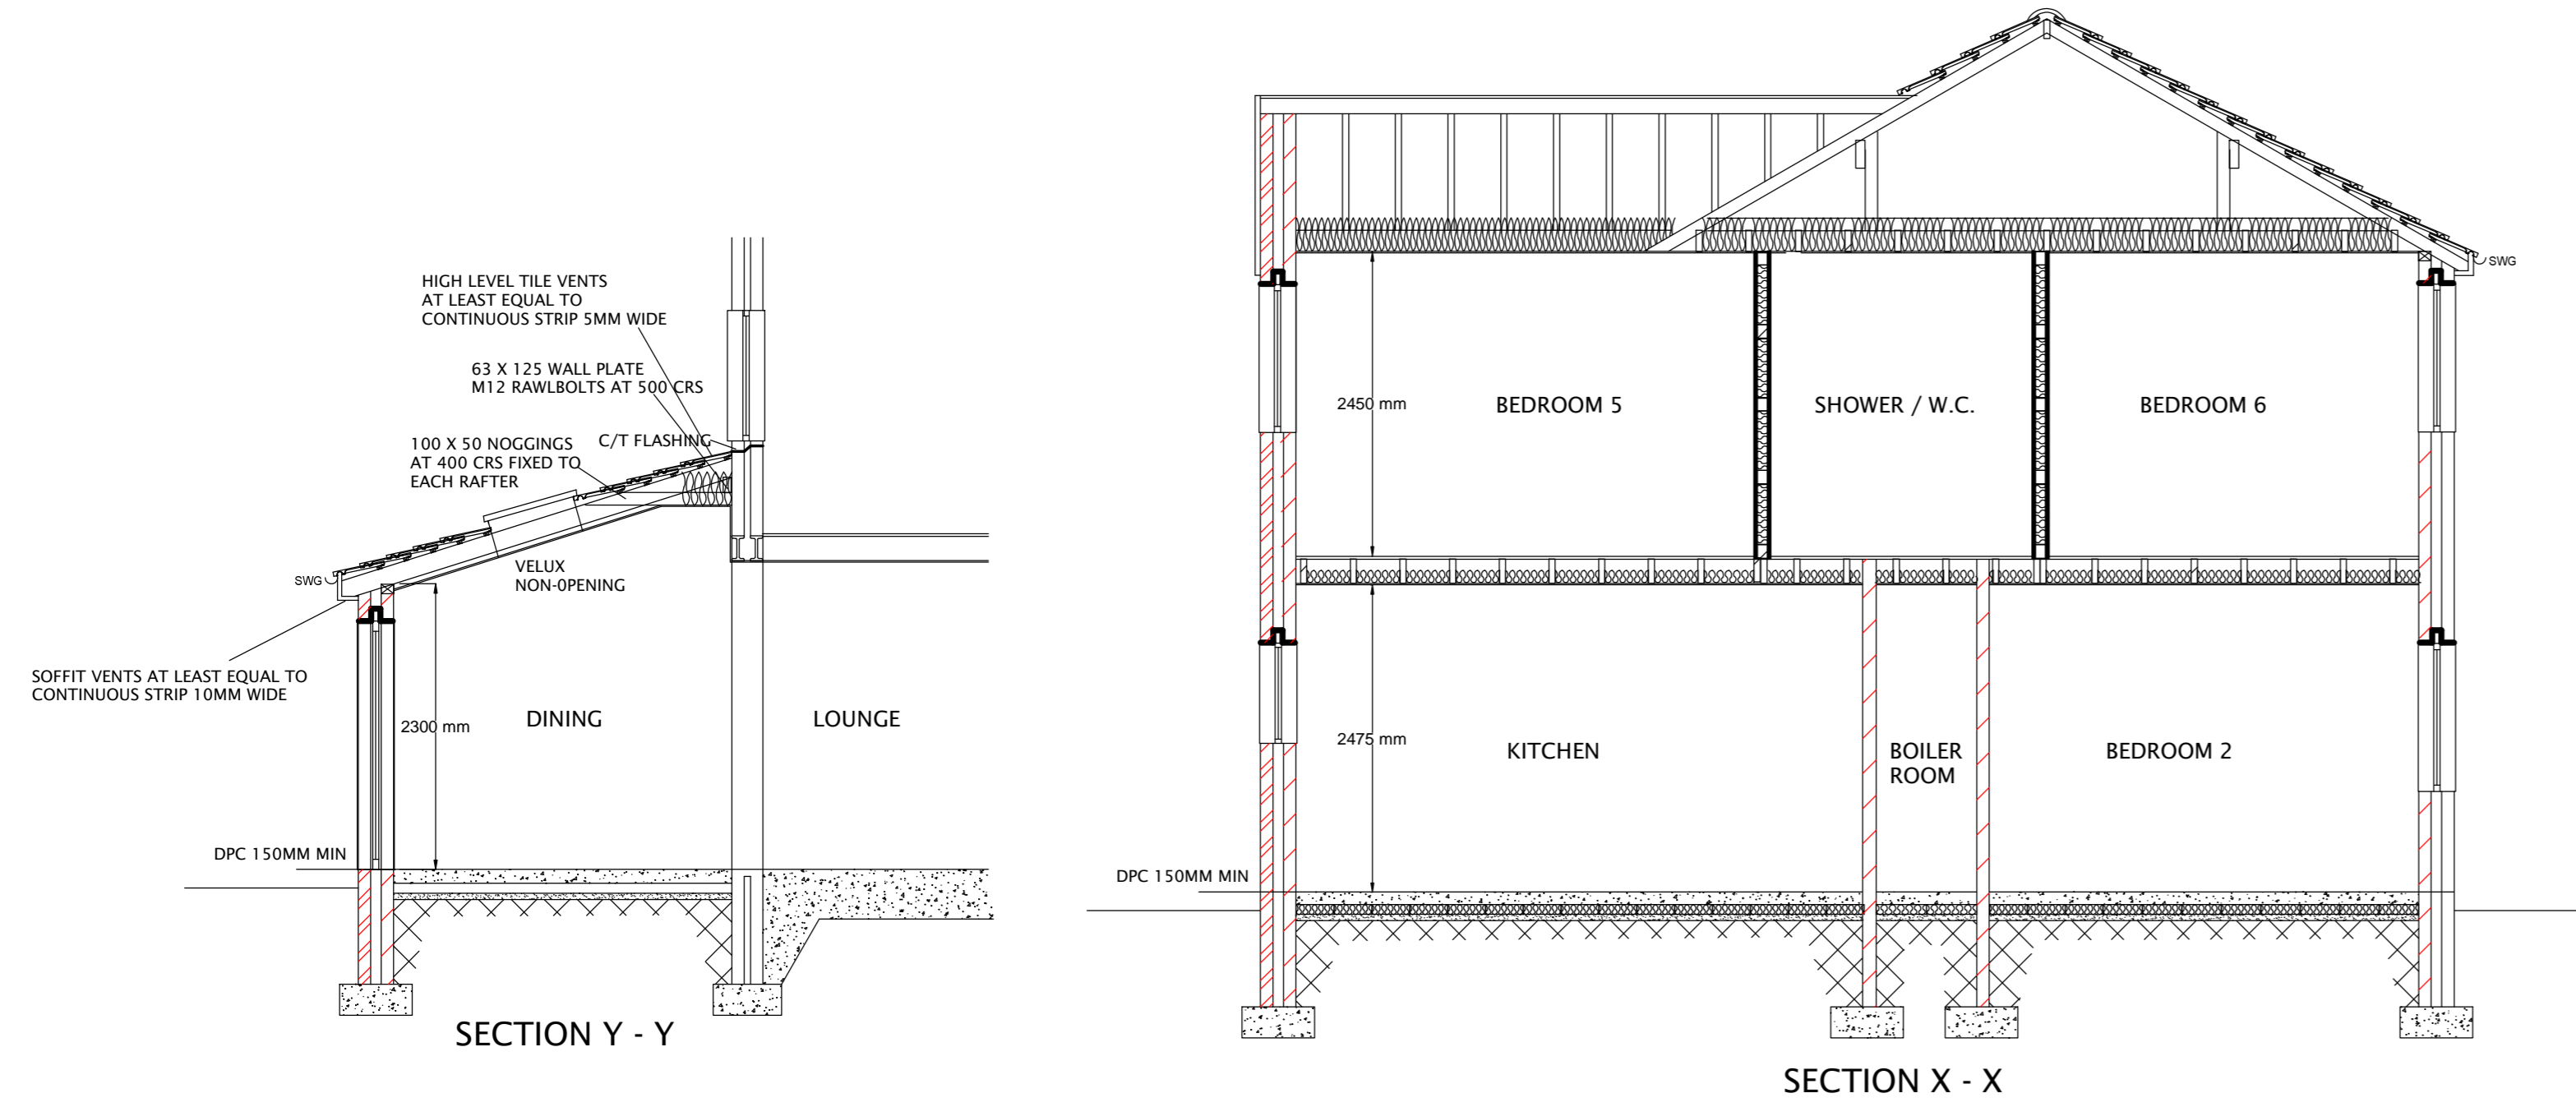 HIGH LEVEL TILE VENTS
AT LEAST EQUAL TO
CONTINUOUS STRIP 5MM WIDE
63 X 125 WALL PLATE
M12 RAWLBOLTS AT 500 CRS
100 X 50 NOGGINGS
AT 400 CRS FIXED TO
EACH RAFTER
C/T FLASHING
SWG
VELUX
NON-0PENING
SOFFIT VENTS AT LEAST EQUAL TO
CONTINUOUS STRIP 10MM WIDE
2300 mm
DINING
LOUNGE
DPC 150MM MIN
SECTION Y - Y
SWG
2450 mm
BEDROOM 5
SHOWER / W.C.
BEDROOM 6
2475 mm
KITCHEN
BOILER
ROOM
BEDROOM 2
DPC 150MM MIN
SECTION X - X